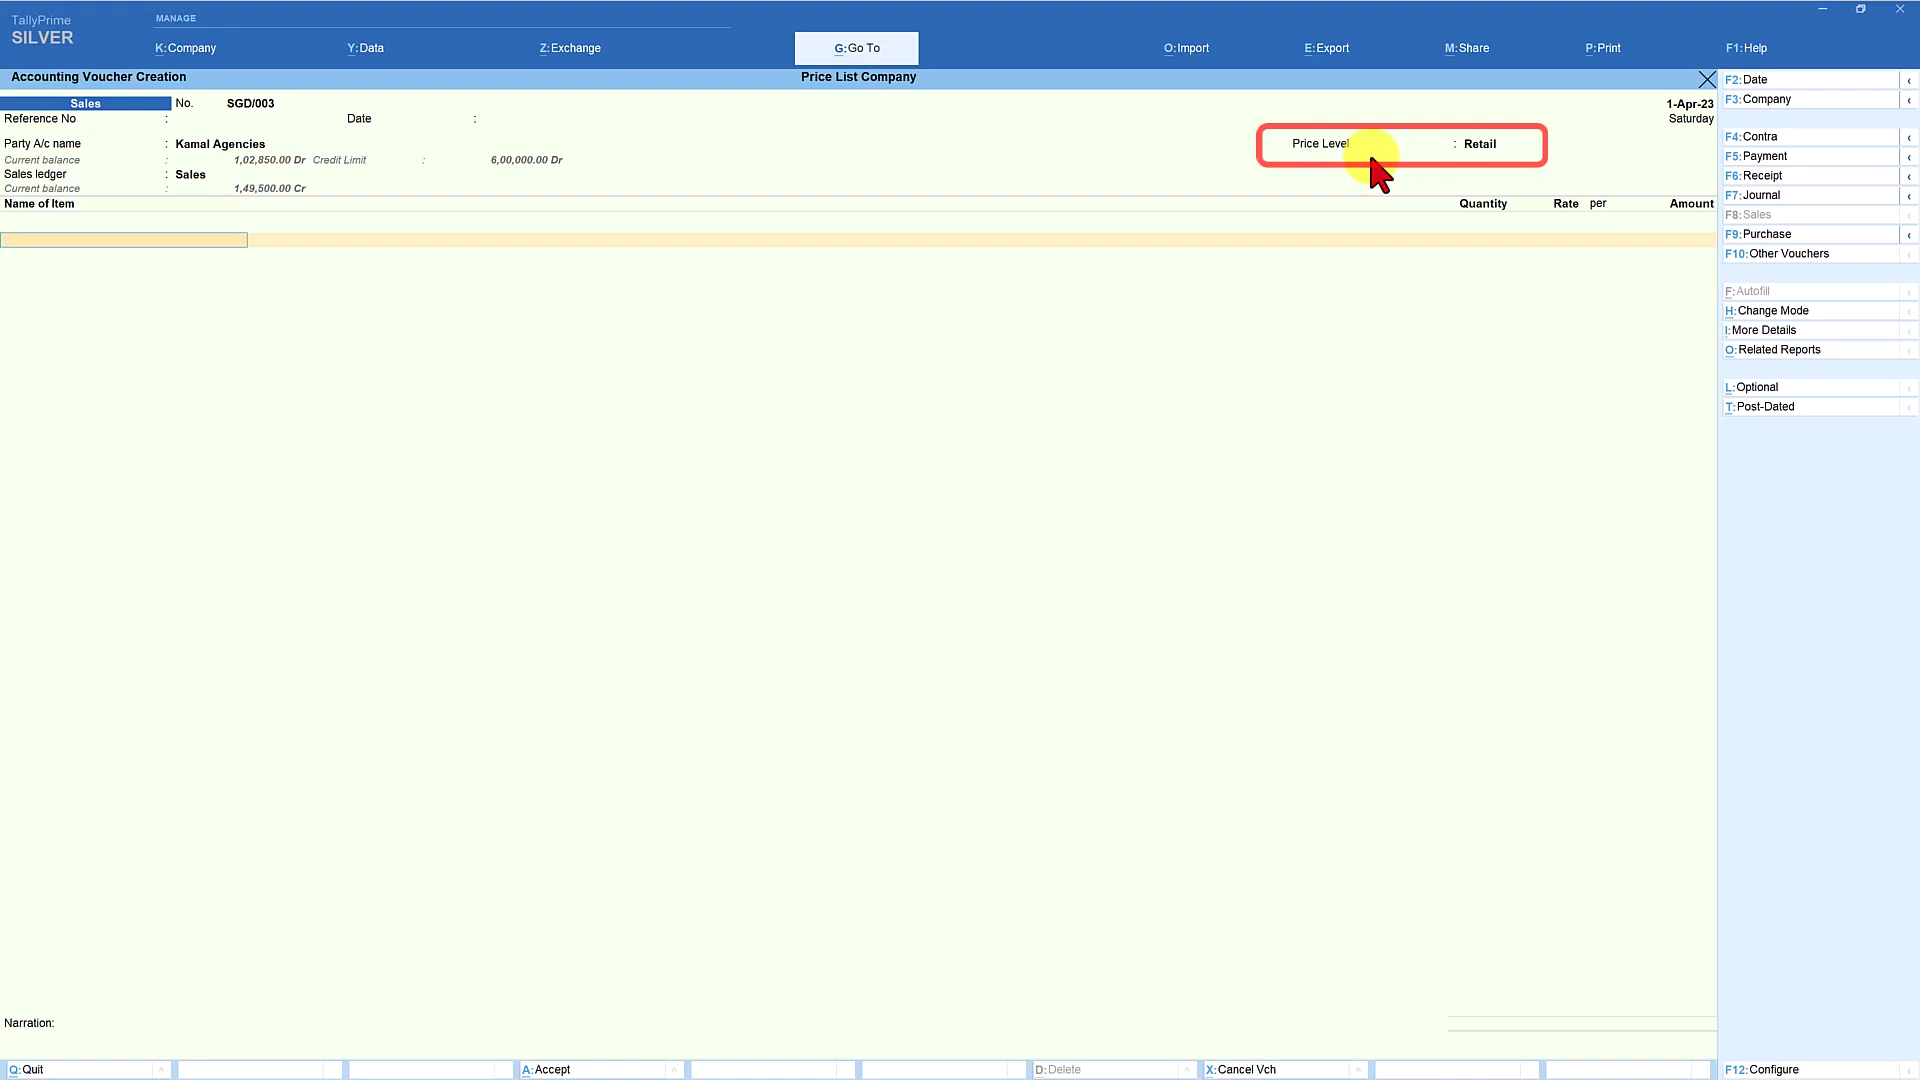 TallyPrime
SILVER
MANAGE
K:Company Y:Data Z:Exchange G:Go To O:Import E:Export M:Share P:Print F1:Help
Accounting Voucher Creation Price List Company
Sales No. SGD/003 1-Apr-23
Reference No : Date : Saturday
Party A/c name : Kamal Agencies Price Level : Retail
Current balance : 1,02,850.00 Dr Credit Limit : 6,00,000.00 Dr
Sales ledger : Sales
Current balance : 1,49,500.00 Cr
Name of Item Quantity Rate per Amount
F2:Date
F3:Company
F4:Contra
F5:Payment
F6:Receipt
F7:Journal
F8:Sales
F9:Purchase
F10:Other Vouchers
F:Autofill
H:Change Mode
I:More Details
O:Related Reports
L:Optional
T:Post-Dated
Narration:
Q:Quit A:Accept D:Delete X:Cancel Vch F12:Configure